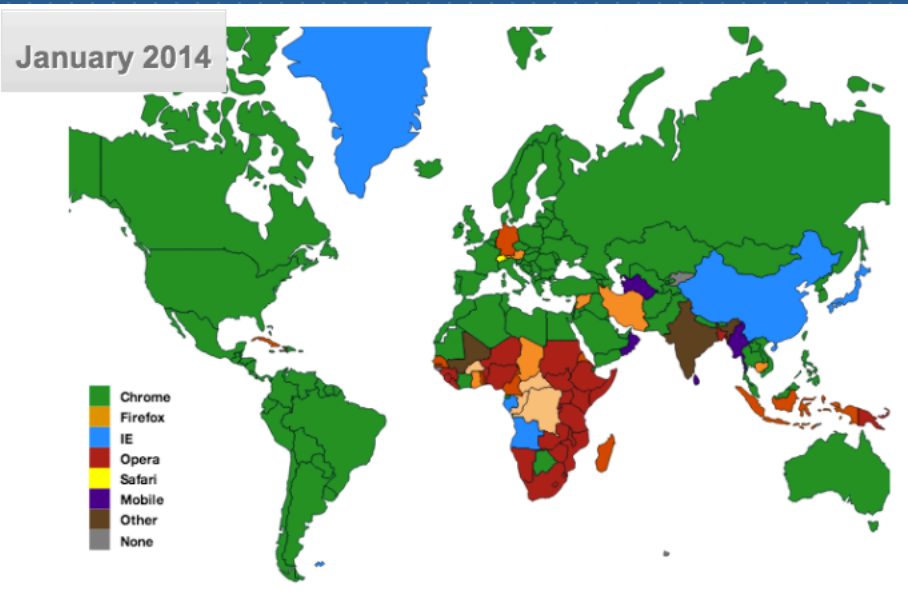 January 2014
Chrome
Firefox
IE
Opera
Safari
Mobile
Other
None